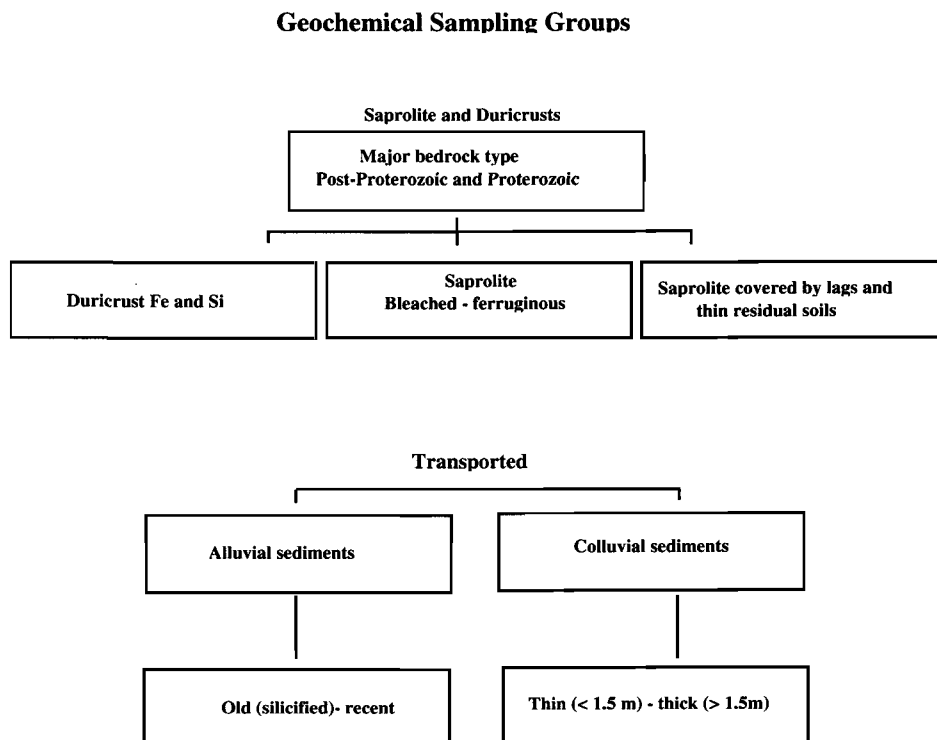 Geochemical Sampling Groups
Saprolite and Duricrusts
Major bedrock type
Post-Proterozoic and Proterozoic
Duricrust Fe and Si
Saprolite
Bleached - ferruginous
Saprolite covered by lags and
thin residual soils
Transported
Alluvial sediments
Colluvial sediments
Old (silicified)- recent
Thin (< 1.5 m) - thick (> 1.5m)